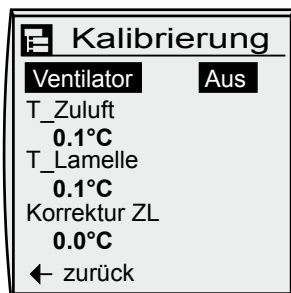 Kalibrierung
Ventilator Aus
T_Zuluft
0.1°C
T_Lamelle
0.1°C
Korrektur ZL
0.0°C
← zurück